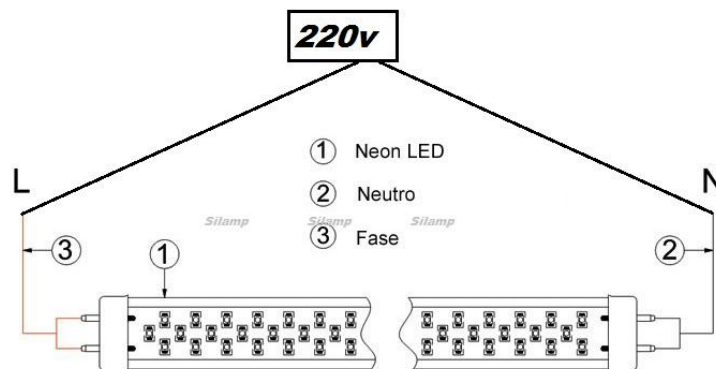 220v
L
N
① Neon LED
② Neutro
③ Fase
Silamp Silamp Silamp
③
①
②